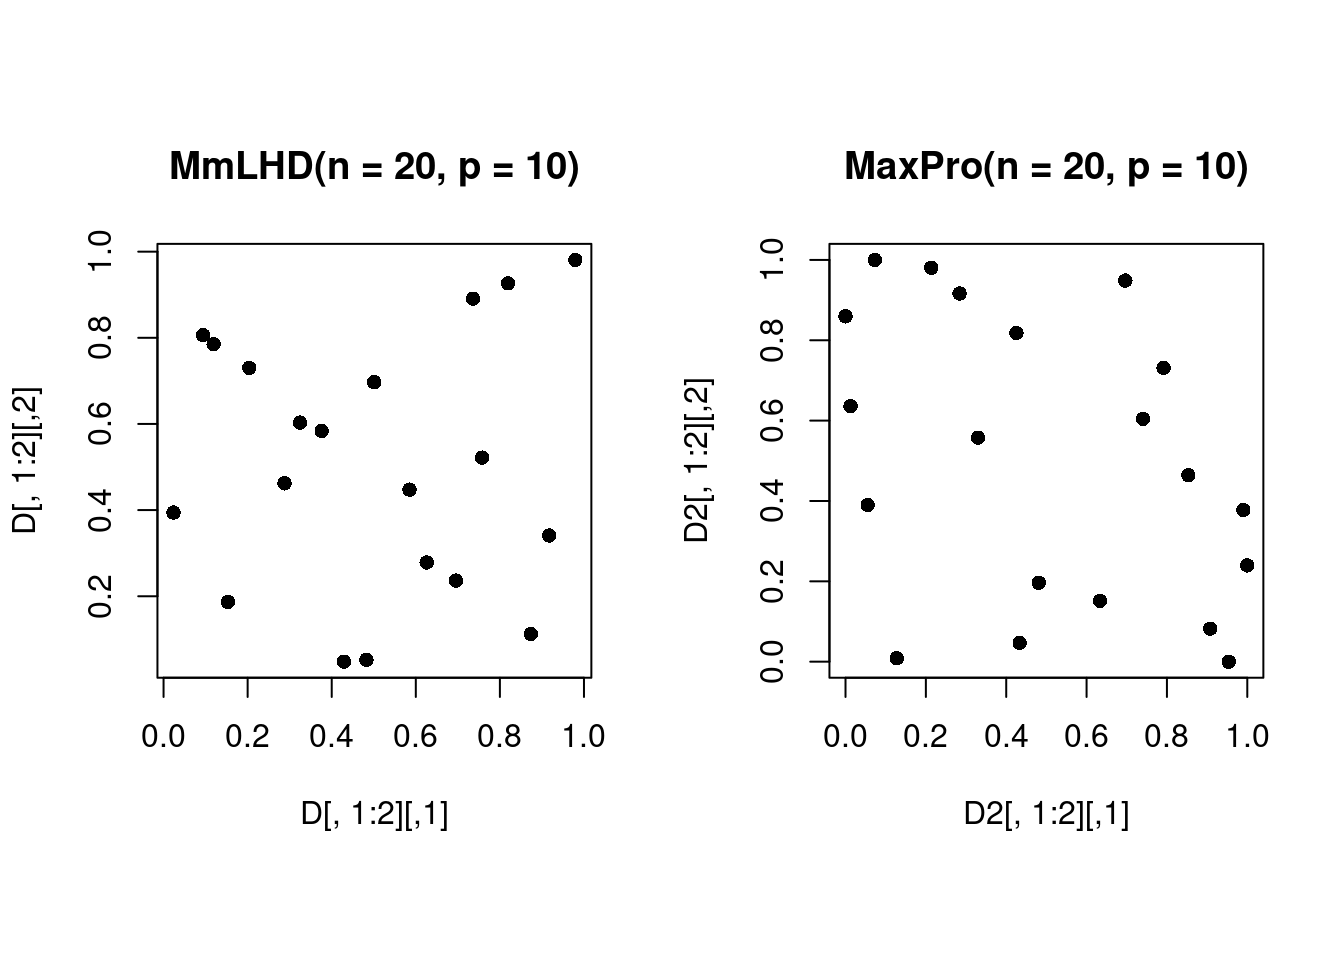 MmLHD(n = 20, p = 10)
1.0
0.8
0.6
0.4
0.2
D[, 1:2][,2]
0.0 0.2 0.4 0.6 0.8 1.0
D[, 1:2][,1]
MaxPro(n = 20, p = 10)
1.0
0.8
0.6
0.4
0.2
0.0
D2[, 1:2][,2]
0.0 0.2 0.4 0.6 0.8 1.0
D2[, 1:2][,1]